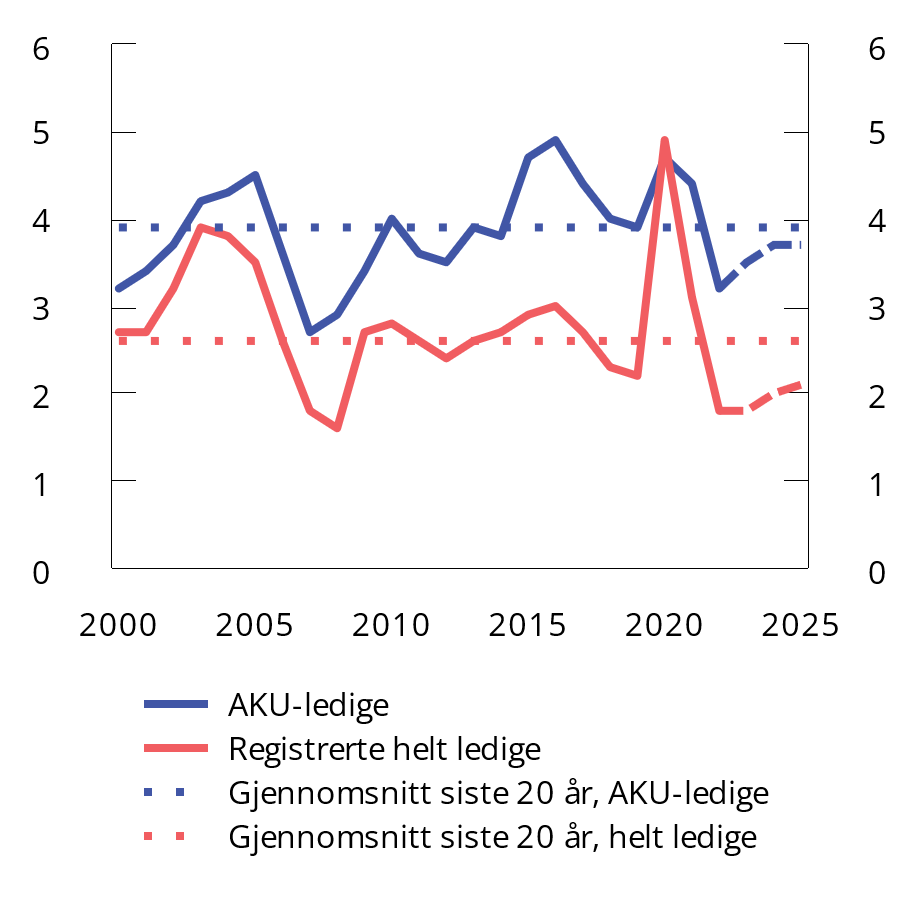 6 6
5 5
4 4
3 3
2 2
1 1
0 0
2000 2005 2010 2015 2020 2025
AKU-ledige
Registrerte helt ledige
Gjennomsnitt siste 20 år, AKU-ledige
Gjennomsnitt siste 20 år, helt ledige